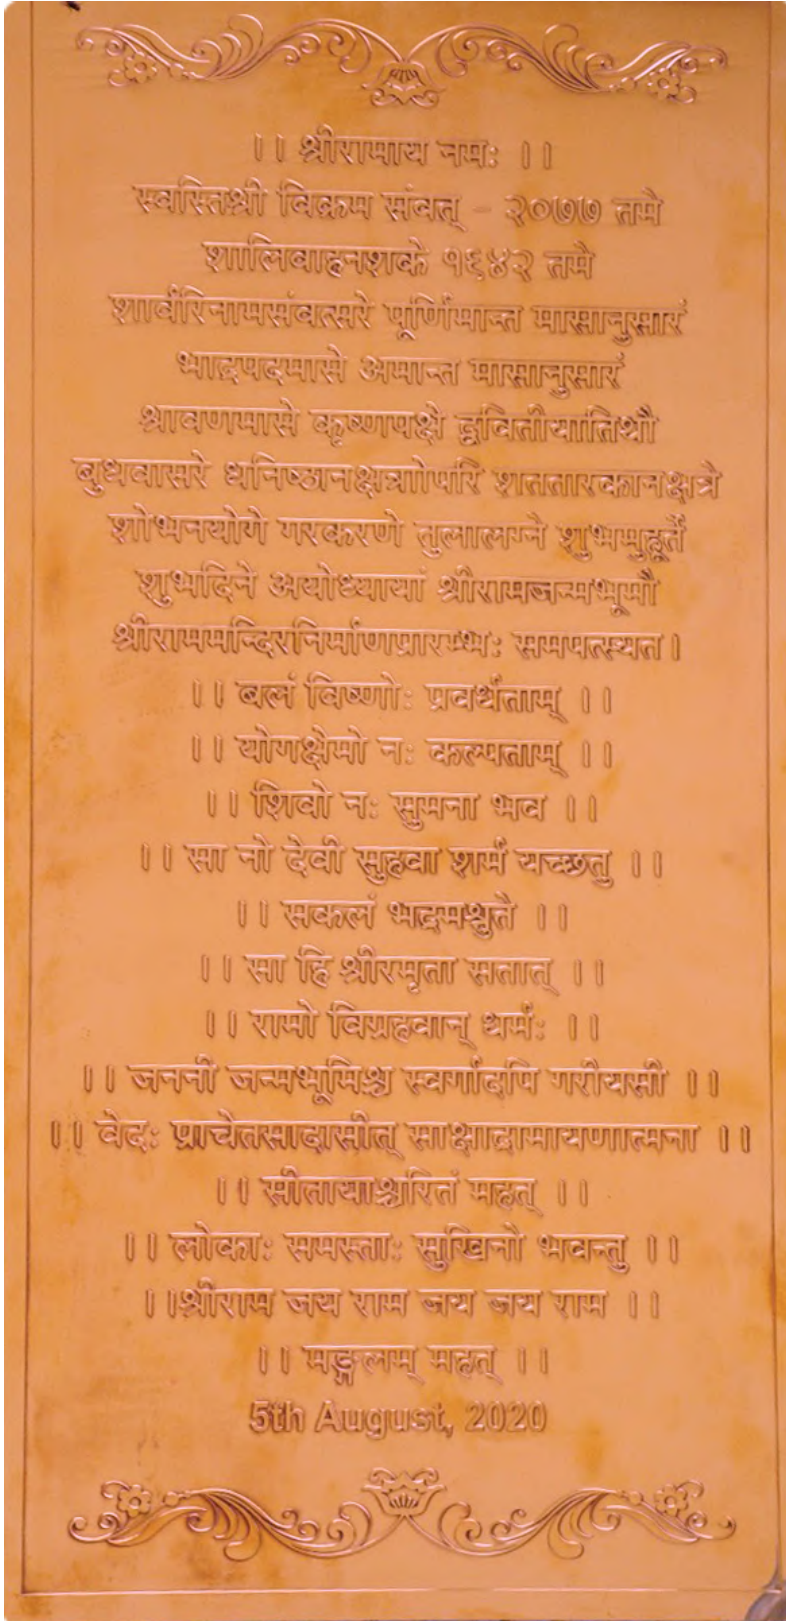 ।। श्रीरामाय नमः ।।
स्वस्तिश्री विक्रम संवत् - २०७७ तमे
शालिवाहनशके १९४२ तमे
शार्वरिनामसंवत्सरे पूर्णिमान्त मासानुसारं
भाद्रपदमासे अमान्त मासानुसारं
श्रावणमासे कृष्णपक्षे द्ववितीयातिथौ
बुधवासरे धनिष्ठानक्षत्राोपरि शततारकानक्षत्रे
शोभनयोगे गरकरणे तुलालग्ने शुभमुहूर्ते
शुभदिने अयोध्यायां श्रीरामजन्मभूमौ
श्रीराममन्दिरनिर्माणप्रारम्भः समपत्स्यत।
।। बलं विष्णोः प्रवर्धताम् ।।
।। योगक्षेमो नः कल्पताम् ।।
।। शिवो नः सुमना भव ।।
।। सा नो देवी सुहवा शर्म यच्छतु ।।
।। सकलं भद्रमश्नुते ।।
।। सा हि श्रीरमृता सतात् ।।
।। रामो विग्रहवान् धर्मः ।।
।। जननी जन्मभूमिश्च स्वर्गादपि गरीयसी ।।
।। वेदः प्राचेतसादासीत् साक्षाद्रामायणात्मना ।।
।। सीतायाश्चरितं महत् ।।
।। लोकाः समस्ताः सुखिनो भवन्तु ।।
।।श्रीराम जय राम जय जय राम ।।
।। मङ्गलम् महत् ।।
5th August, 2020